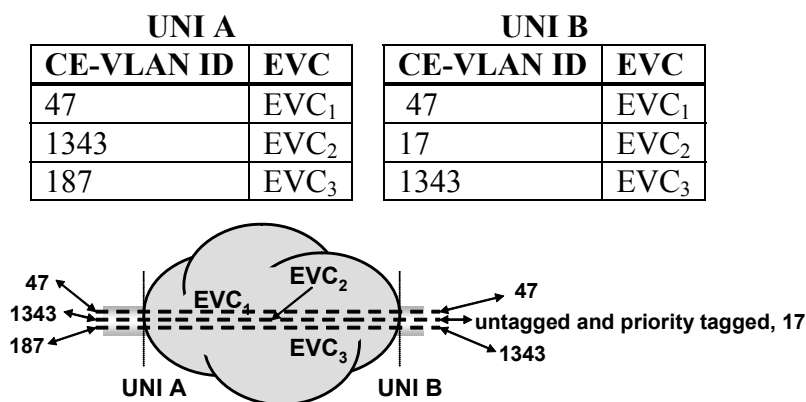 UNI A UNI B
CE-VLAN ID EVC CE-VLAN ID EVC
47 EVC₁ 47 EVC₁
1343 EVC₂ 17 EVC₂
187 EVC₃ 1343 EVC₃
47 EVC₂ 47
1343 EVC₁ untagged and priority tagged, 17
187 EVC₃ 1343
UNI A UNI B